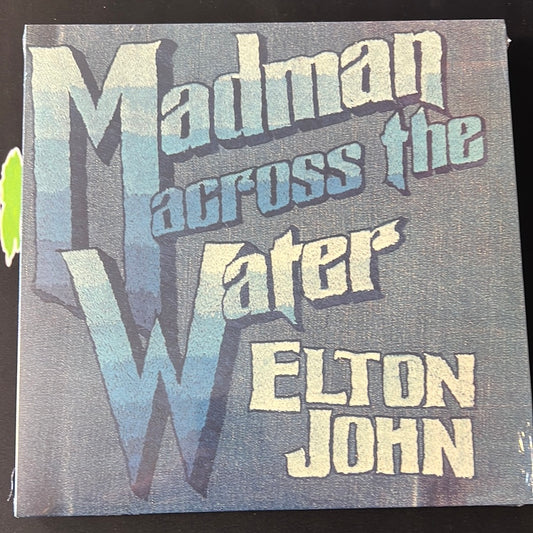 Madman
across the
Water
ELTON
JOHN